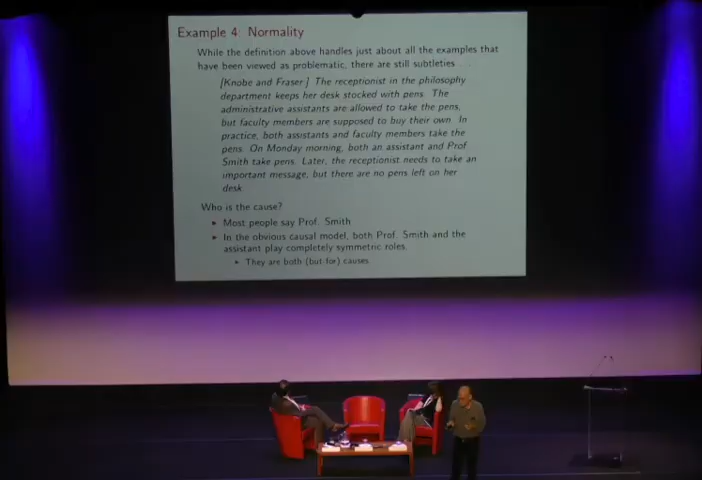 Example 4: Normality
While the definition above handles just about all the examples that
have been viewed as problematic, there are still subtleties . . .
[Knobe and Fraser:] The receptionist in the philosophy
department keeps her desk stocked with pens. The
administrative assistants are allowed to take the pens,
but faculty members are supposed to buy their own. In
practice, both assistants and faculty members take the
pens. On Monday morning, both an assistant and Prof.
Smith take pens. Later, the receptionist needs to take an
important message, but there are no pens left on her
desk.
Who is the cause?
▶ Most people say Prof. Smith.
▶ In the obvious causal model, both Prof. Smith and the
assistant play completely symmetric roles.
▶ They are both (but-for) causes.